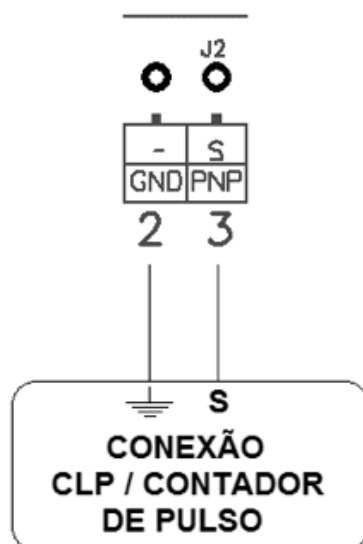 J2
- S
GND PNP
2 3
S
CONEXÃO
CLP / CONTADOR
DE PULSO